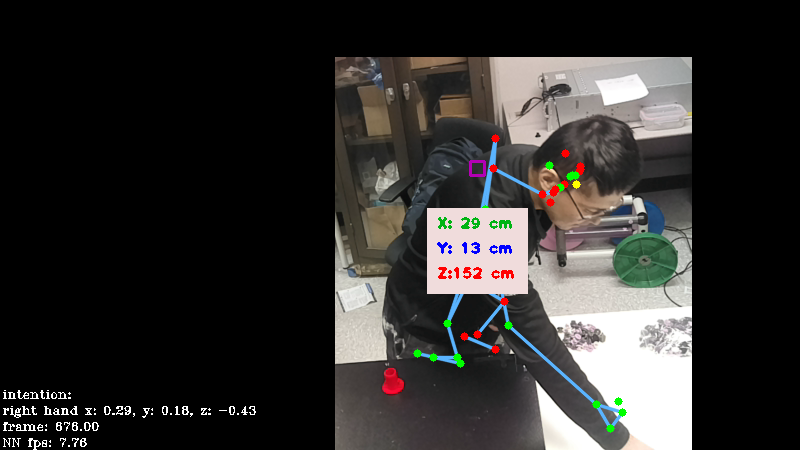 X: 29 cm
Y: 13 cm
Z:152 cm
intention:
right hand x: 0.29, y: 0.18, z: -0.43
frame: 676.00
NN fps: 7.76